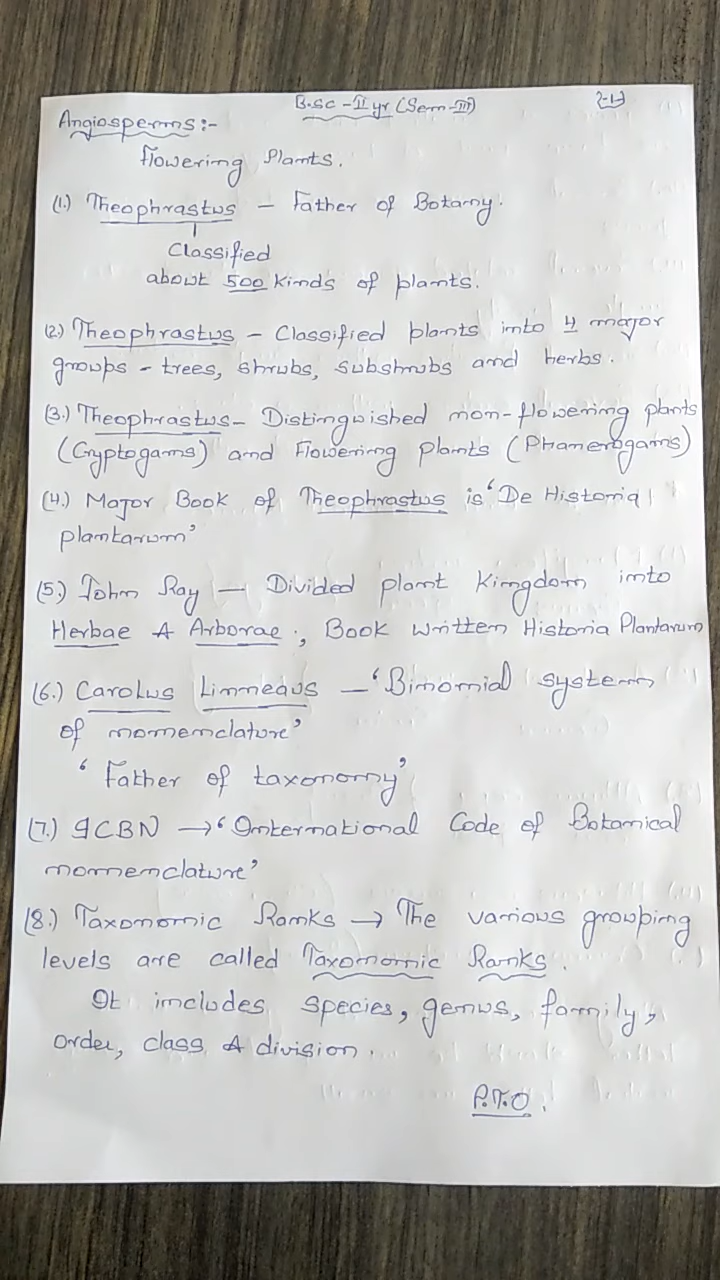 B.sc - II yr (Sem-III)
Angiosperms:-
Flowering Plants.
(1.) Theophrastus - Father of Botany.
Classified
about 500 kinds of plants.
(2.) Theophrastus - Classified plants into 4 major
groups - trees, shrubs, subshrubs and herbs.
(3.) Theophrastus - Distinguished non-flowering plants
(Cryptogams) and Flowering plants (Phanerogams)
(4.) Major Book of Theophrastus is 'De Historia
plantarum'
(5.) John Ray - Divided plant Kingdom into
Herbae & Arborae., Book written Historia Plantarum
(6.) Carolus Linneaus - 'Binomial system
of nomenclature'
'Father of taxonomy'
(7.) ICBN → 'International Code of Botanical
nomenclature'
(8.) Taxonomic Ranks → The various grouping
levels are called Taxonomic Ranks.
It includes species, genus, family,
order, class & division.
P.T.O.